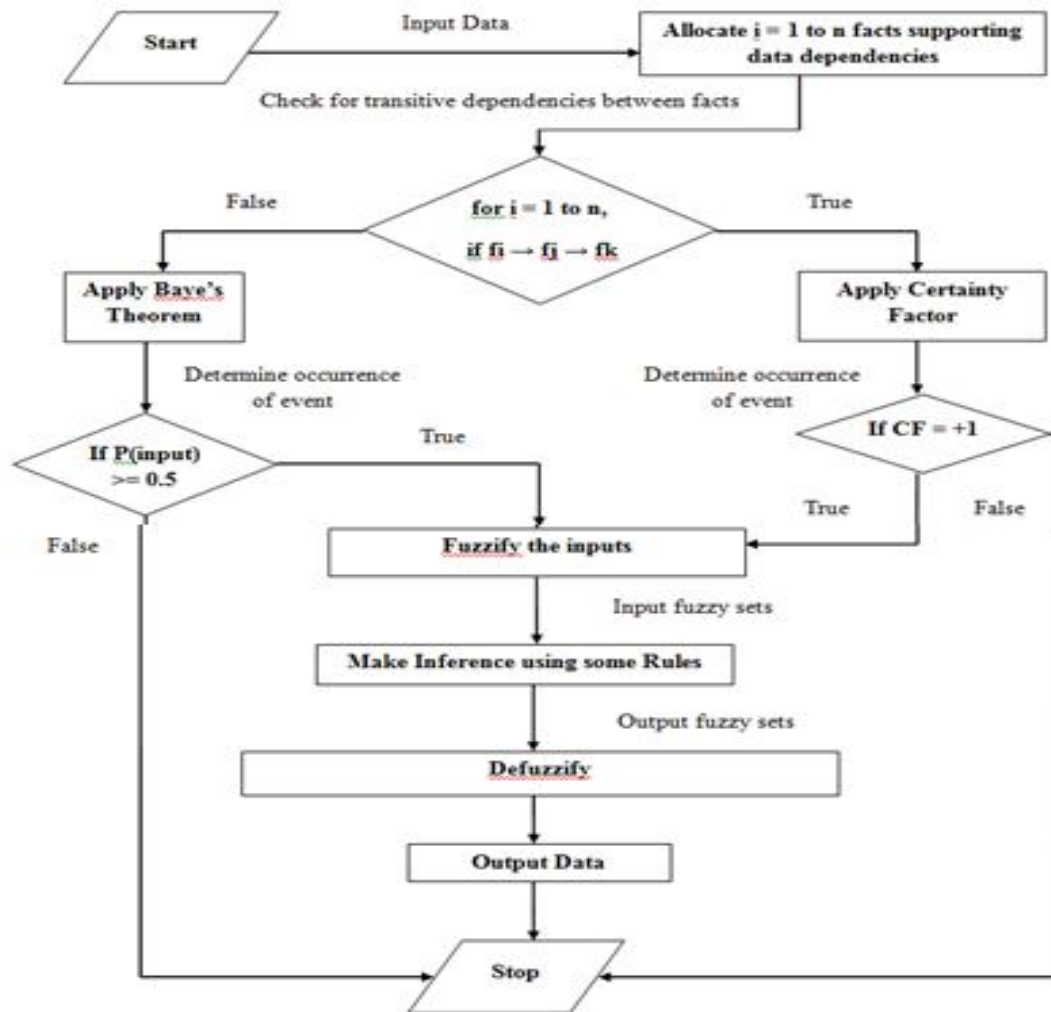 Start
Input Data
Allocate i = 1 to n facts supporting
data dependencies
Check for transitive dependencies between facts
False
for i = 1 to n,
if fi → fj → fk
True
Apply Baye's
Theorem
Apply Certainty
Factor
Determine occurrence
of event
Determine occurrence
of event
If P(input)
>= 0.5
True
If CF = +1
False
True
False
Fuzzify the inputs
Input fuzzy sets
Make Inference using some Rules
Output fuzzy sets
Defuzzify
Output Data
Stop